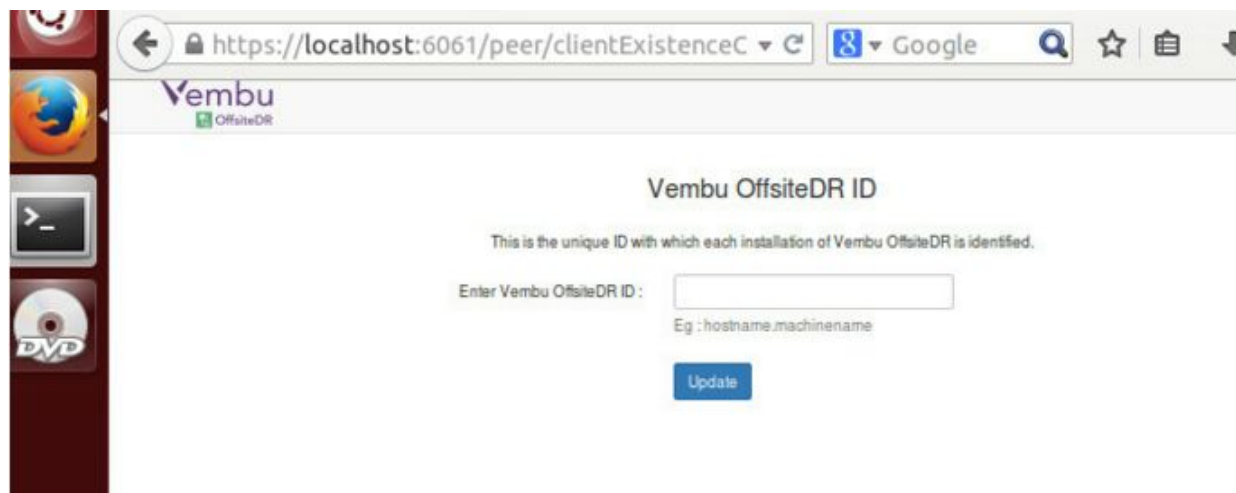 https://localhost:6061/peer/clientExistenceC
8 Google
Vembu
OffsiteDR
Vembu OffsiteDR ID
This is the unique ID with which each installation of Vembu OffsiteDR is identified.
Enter Vembu OffsiteDR ID :
Eg : hostname.machinename
Update
>_
DVD